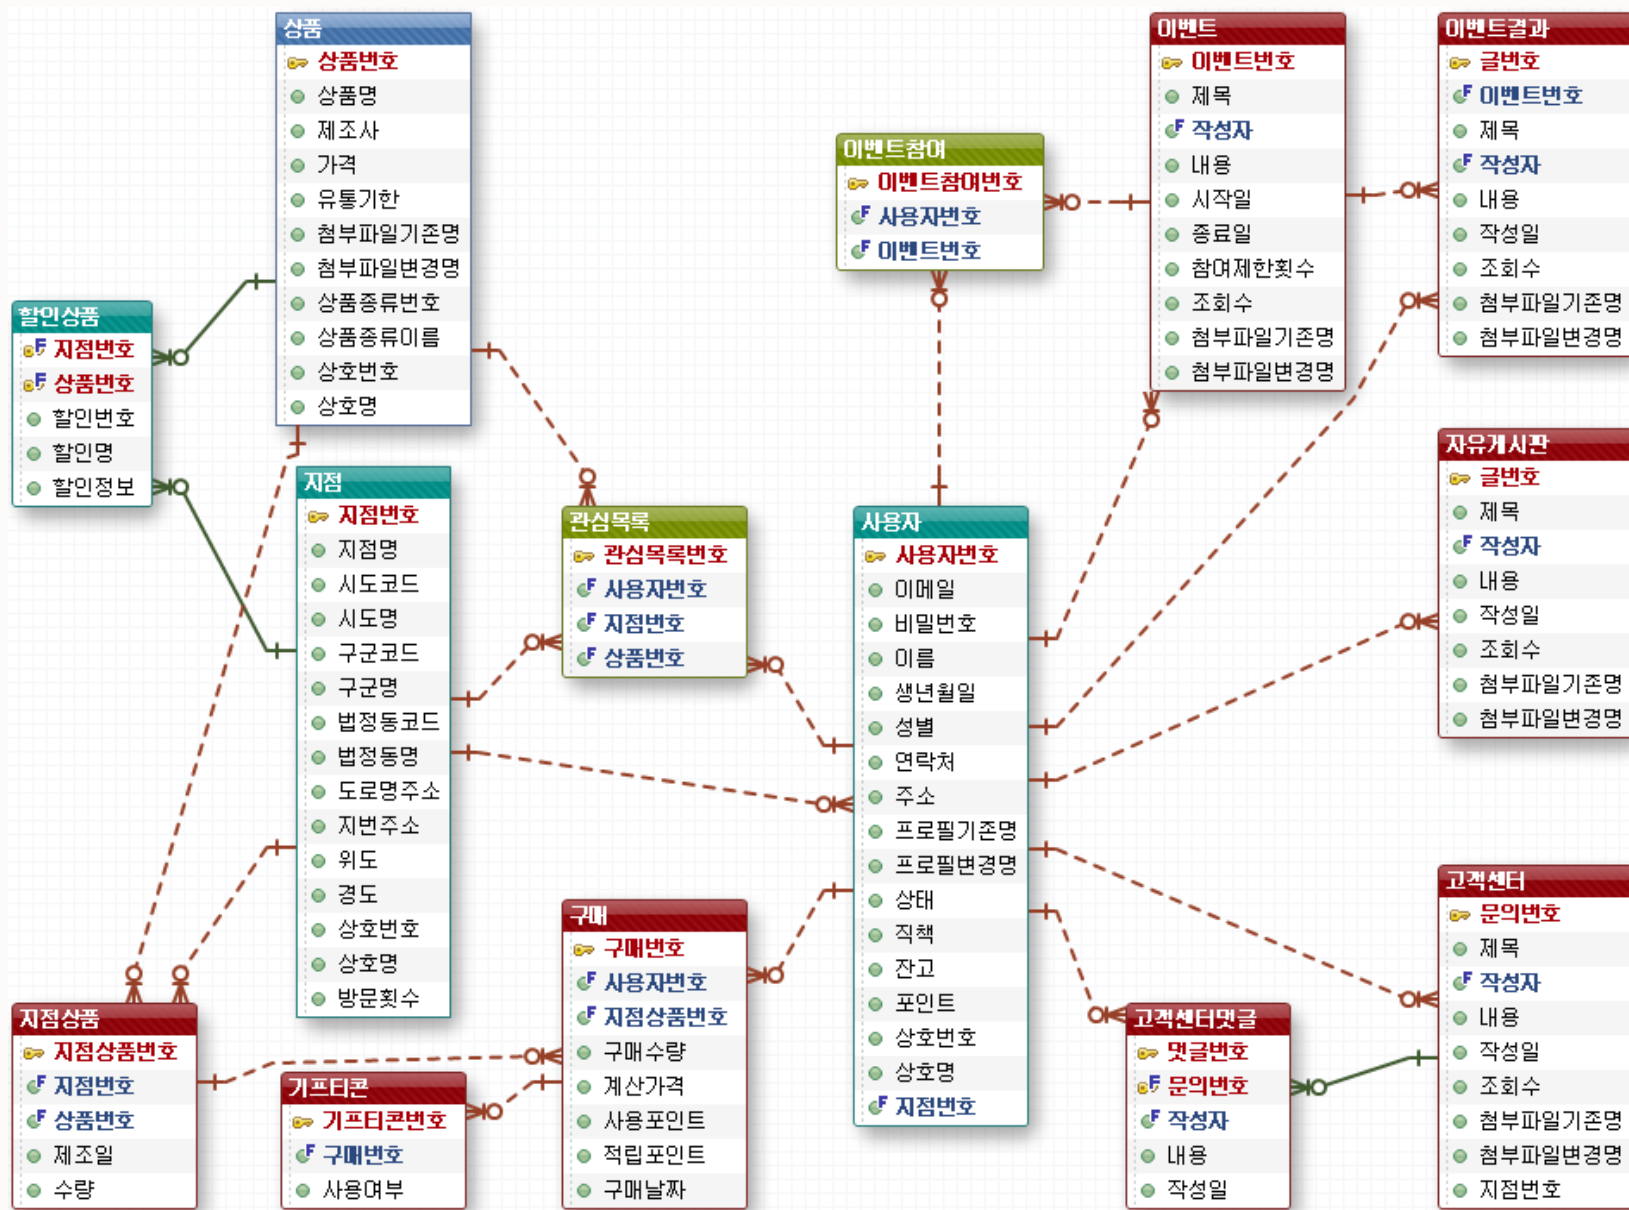 상품
상품번호
상품명
제조사
가격
유통기한
첨부파일기존명
첨부파일변경명
상품종류번호
상품종류이름
상호번호
상호명
할인상품
지점번호
상품번호
할인번호
할인명
할인정보
지점
지점번호
지점명
시도코드
시도명
구군코드
구군명
법정동코드
법정동명
도로명주소
지번주소
위도
경도
상호번호
상호명
방문횟수
지점상품
지점상품번호
지점번호
상품번호
제조일
수량
기프티콘
기프티콘번호
구매번호
사용여부
관심목록
관심목록번호
사용자번호
지점번호
상품번호
구매
구매번호
사용자번호
지점상품번호
구매수량
계산가격
사용포인트
적립포인트
구매날짜
이벤트참여
이벤트참여번호
사용자번호
이벤트번호
사용자
사용자번호
이메일
비밀번호
이름
생년월일
성별
연락처
주소
프로필기존명
프로필변경명
상태
직책
잔고
포인트
상호번호
상호명
지점번호
이벤트
이벤트번호
제목
작성자
내용
시작일
종료일
참여제한횟수
조회수
첨부파일기존명
첨부파일변경명
고객센터댓글
댓글번호
문의번호
작성자
내용
작성일
이벤트결과
글번호
이벤트번호
제목
작성자
내용
작성일
조회수
첨부파일기존명
첨부파일변경명
자유게시판
글번호
제목
작성자
내용
작성일
조회수
첨부파일기존명
첨부파일변경명
고객센터
문의번호
제목
작성자
내용
작성일
조회수
첨부파일기존명
첨부파일변경명
지점번호